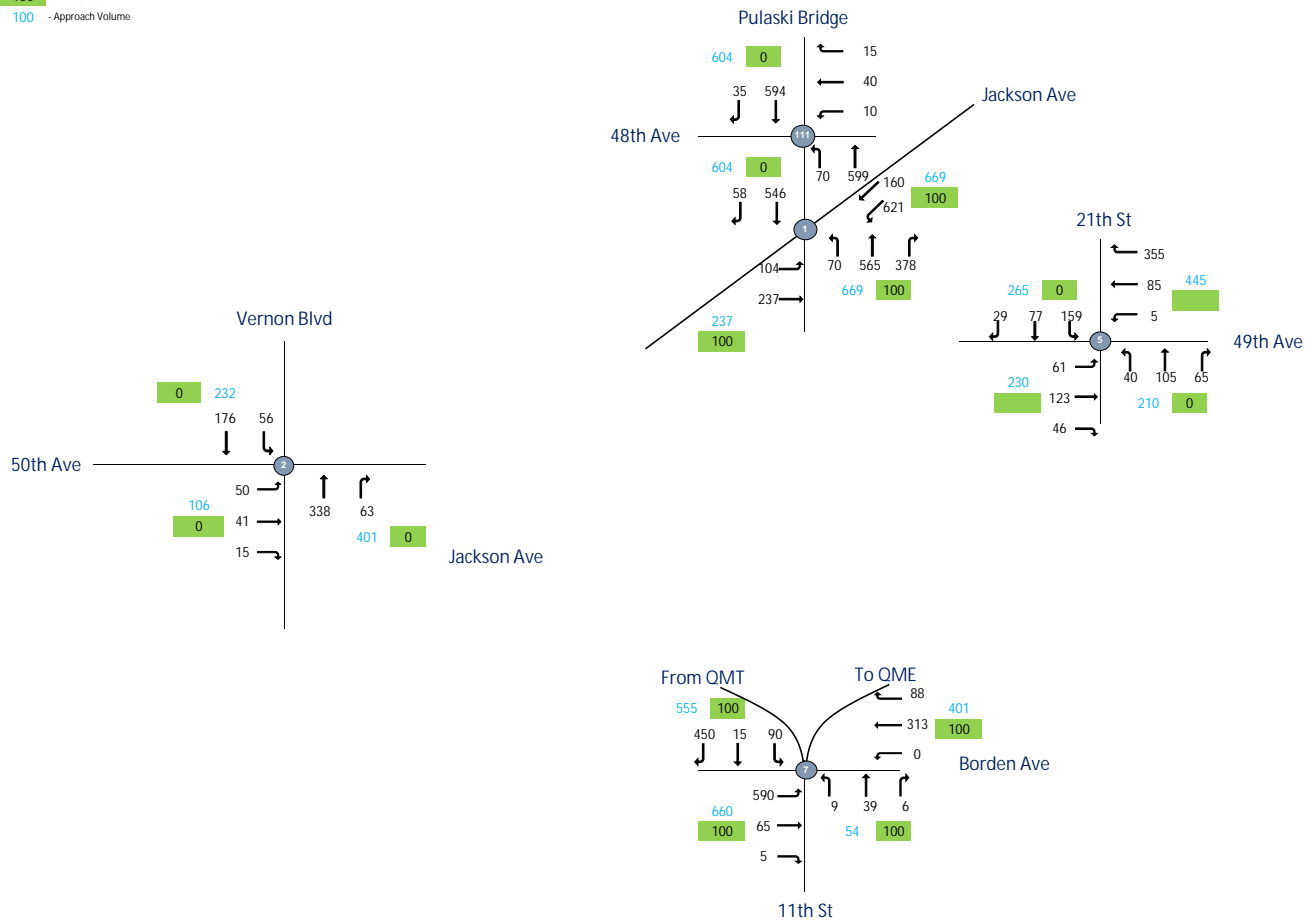 100 - Approach Volume
Pulaski Bridge
604 0
15
35 594
40
10
Jackson Ave
48th Ave
111
604 0
70 599
58 546
160 669
621 100
1
70 565 378
104
669 100
237
237
100
21th St
355
265 0
85 445
29 77 159
5
5
49th Ave
61
40 105 65
230
123
210 0
46
Vernon Blvd
0 232
176 56
50th Ave
2
50
106
338 63
0 41
401 0
15
Jackson Ave
From QMT
To QME
88
555 100
401
450 15 90
313 100
0
Borden Ave
7
590
9 39 6
660
100 65
54 100
5
11th St